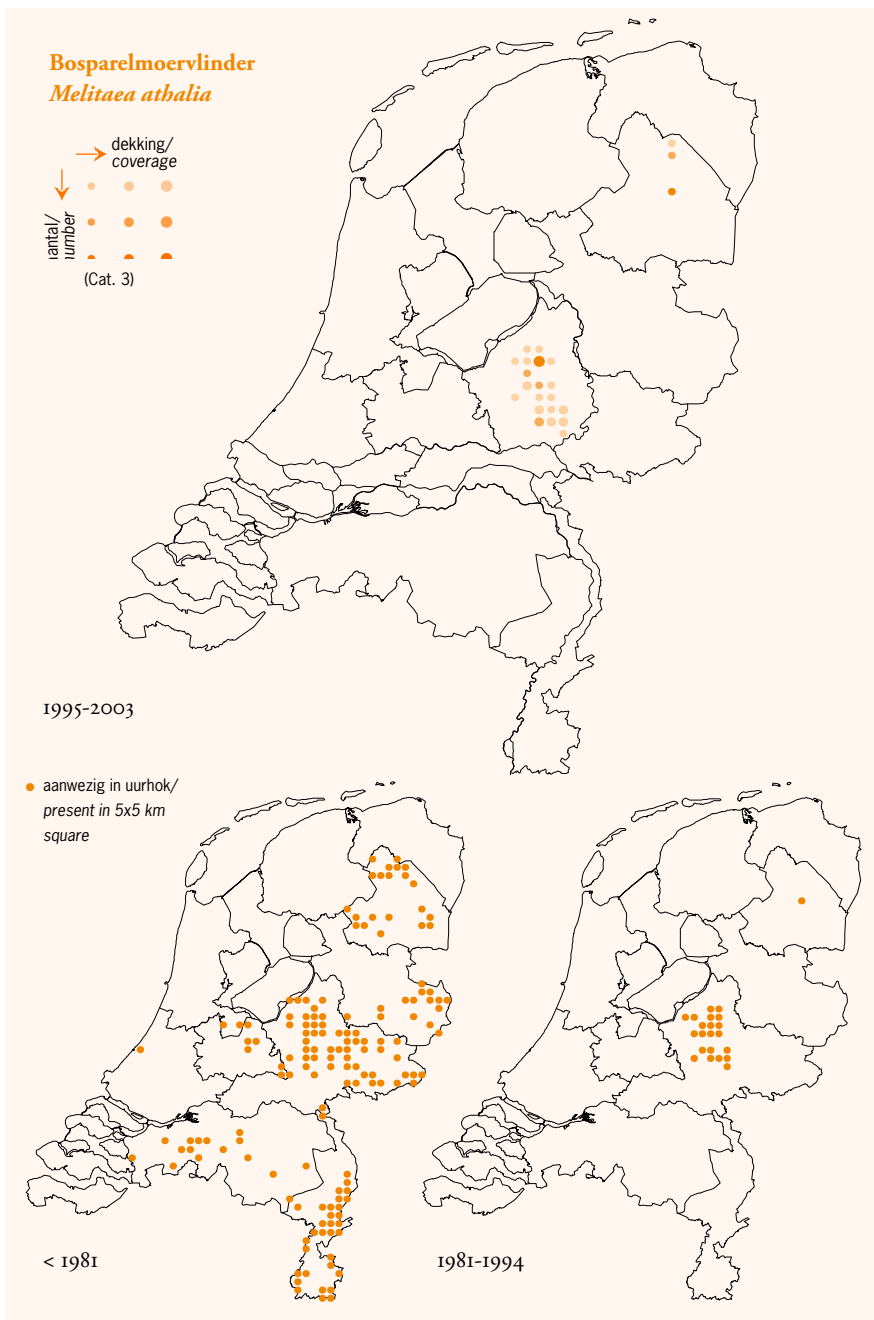 Bosparelmoervlinder
Melitaea athalia
dekking/
coverage
(Cat. 3)
1995-2003
aanwezig in uurhok/
present in 5x5 km
square
< 1981
1981-1994